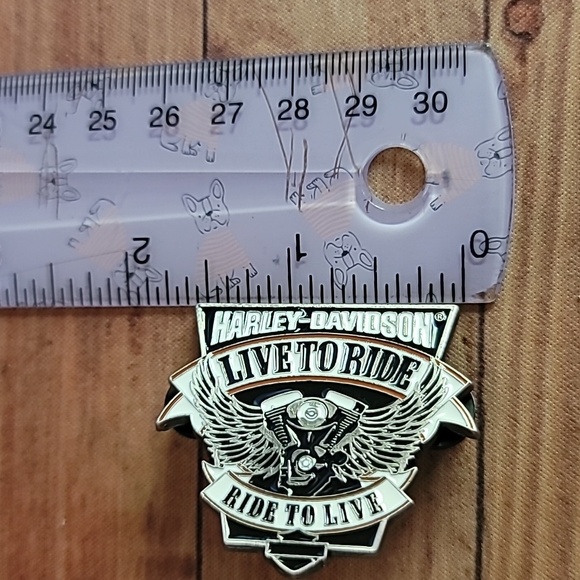 24 25 26 27 28 29 30
2 1 0
HARLEY-DAVIDSON®
LIVE TO RIDE
RIDE TO LIVE